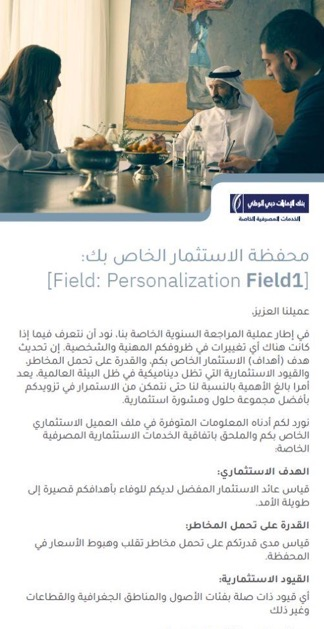 بنك الإمارات دبي الوطني
الخدمات المصرفية الخاصة
محفظة الاستثمار الخاص بك:
[Field: Personalization Field1]
عميلنا العزيز،
في إطار عملية المراجعة السنوية الخاصة بنا، نود أن نتعرف فيما إذا
كانت هناك أي تغييرات في ظروفكم المهنية والشخصية. إن تحديث
هدف (أهداف) الاستثمار الخاص بكم، والقدرة على تحمل المخاطر،
والقيود الاستثمارية التي تظل ديناميكية في ظل البيئة العالمية، يعد
أمرا بالغ الأهمية بالنسبة لنا حتى نتمكن من الاستمرار في تزويدكم
بأفضل مجموعة حلول ومشورة استثمارية.
نورد لكم أدناه المعلومات المتوفرة في ملف العميل الاستثماري
الخاص بكم والملحق باتفاقية الخدمات الاستثمارية المصرفية
الخاصة:
الهدف الاستثماري:
قياس عائد الاستثمار المفضل لديكم للوفاء بأهدافكم قصيرة إلى
طويلة الأمد.
القدرة على تحمل المخاطر:
قياس مدى قدرتكم على تحمل مخاطر تقلب وهبوط الأسعار في
المحفظة.
القيود الاستثمارية:
أي قيود ذات صلة بفئات الأصول والمناطق الجغرافية والقطاعات
وغير ذلك